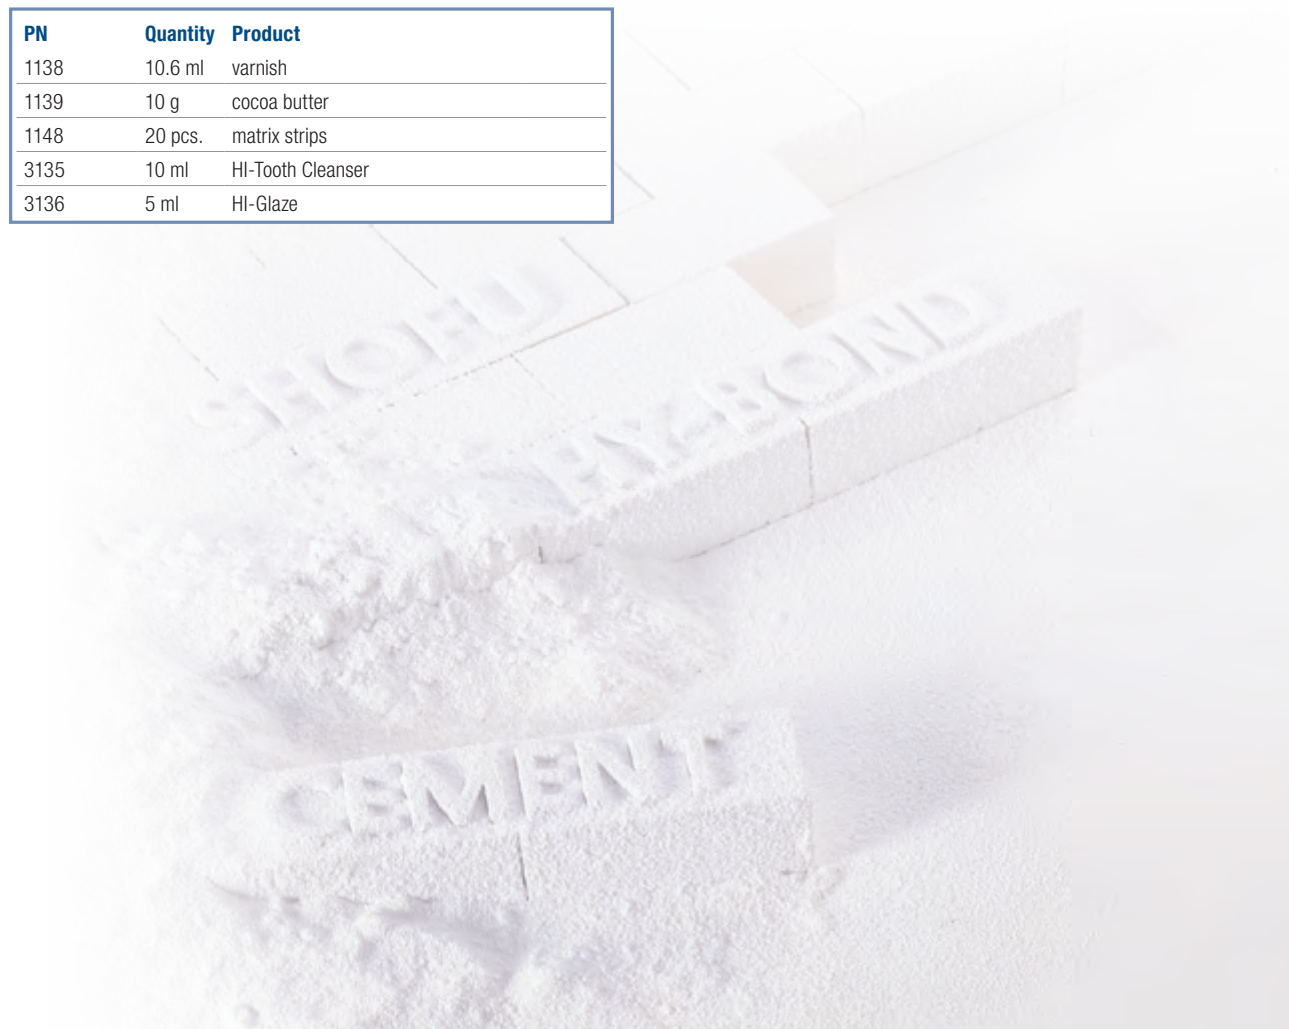 PN Quantity Product
1138 10.6 ml varnish
1139 10 g cocoa butter
1148 20 pcs. matrix strips
3135 10 ml HI-Tooth Cleanser
3136 5 ml HI-Glaze
SHOFU
HY-BOND
CEMENT